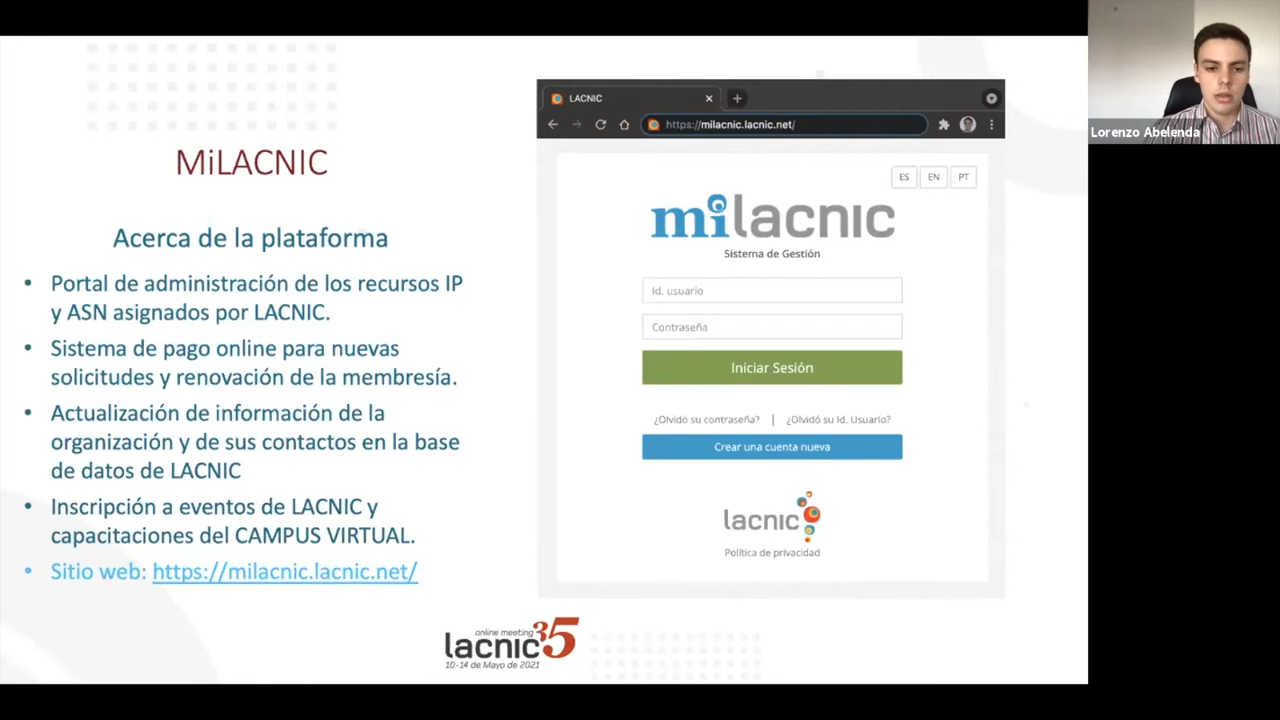 MiLACNIC
Acerca de la plataforma
• Portal de administración de los recursos IP
y ASN asignados por LACNIC.
• Sistema de pago online para nuevas
solicitudes y renovación de la membresía.
• Actualización de información de la
organización y de sus contactos en la base
de datos de LACNIC
• Inscripción a eventos de LACNIC y
capacitaciones del CAMPUS VIRTUAL.
• Sitio web: https://milacnic.lacnic.net/
LACNIC
https://milacnic.lacnic.net/
ES EN PT
milacnic
Sistema de Gestión
Id. usuario
Contraseña
Iniciar Sesión
¿Olvidó su contraseña? | ¿Olvidó su Id. Usuario?
Crear una cuenta nueva
lacnic
Política de privacidad
online meeting
lacnic 35
10-14 de Mayo de 2021
Lorenzo Abelenda